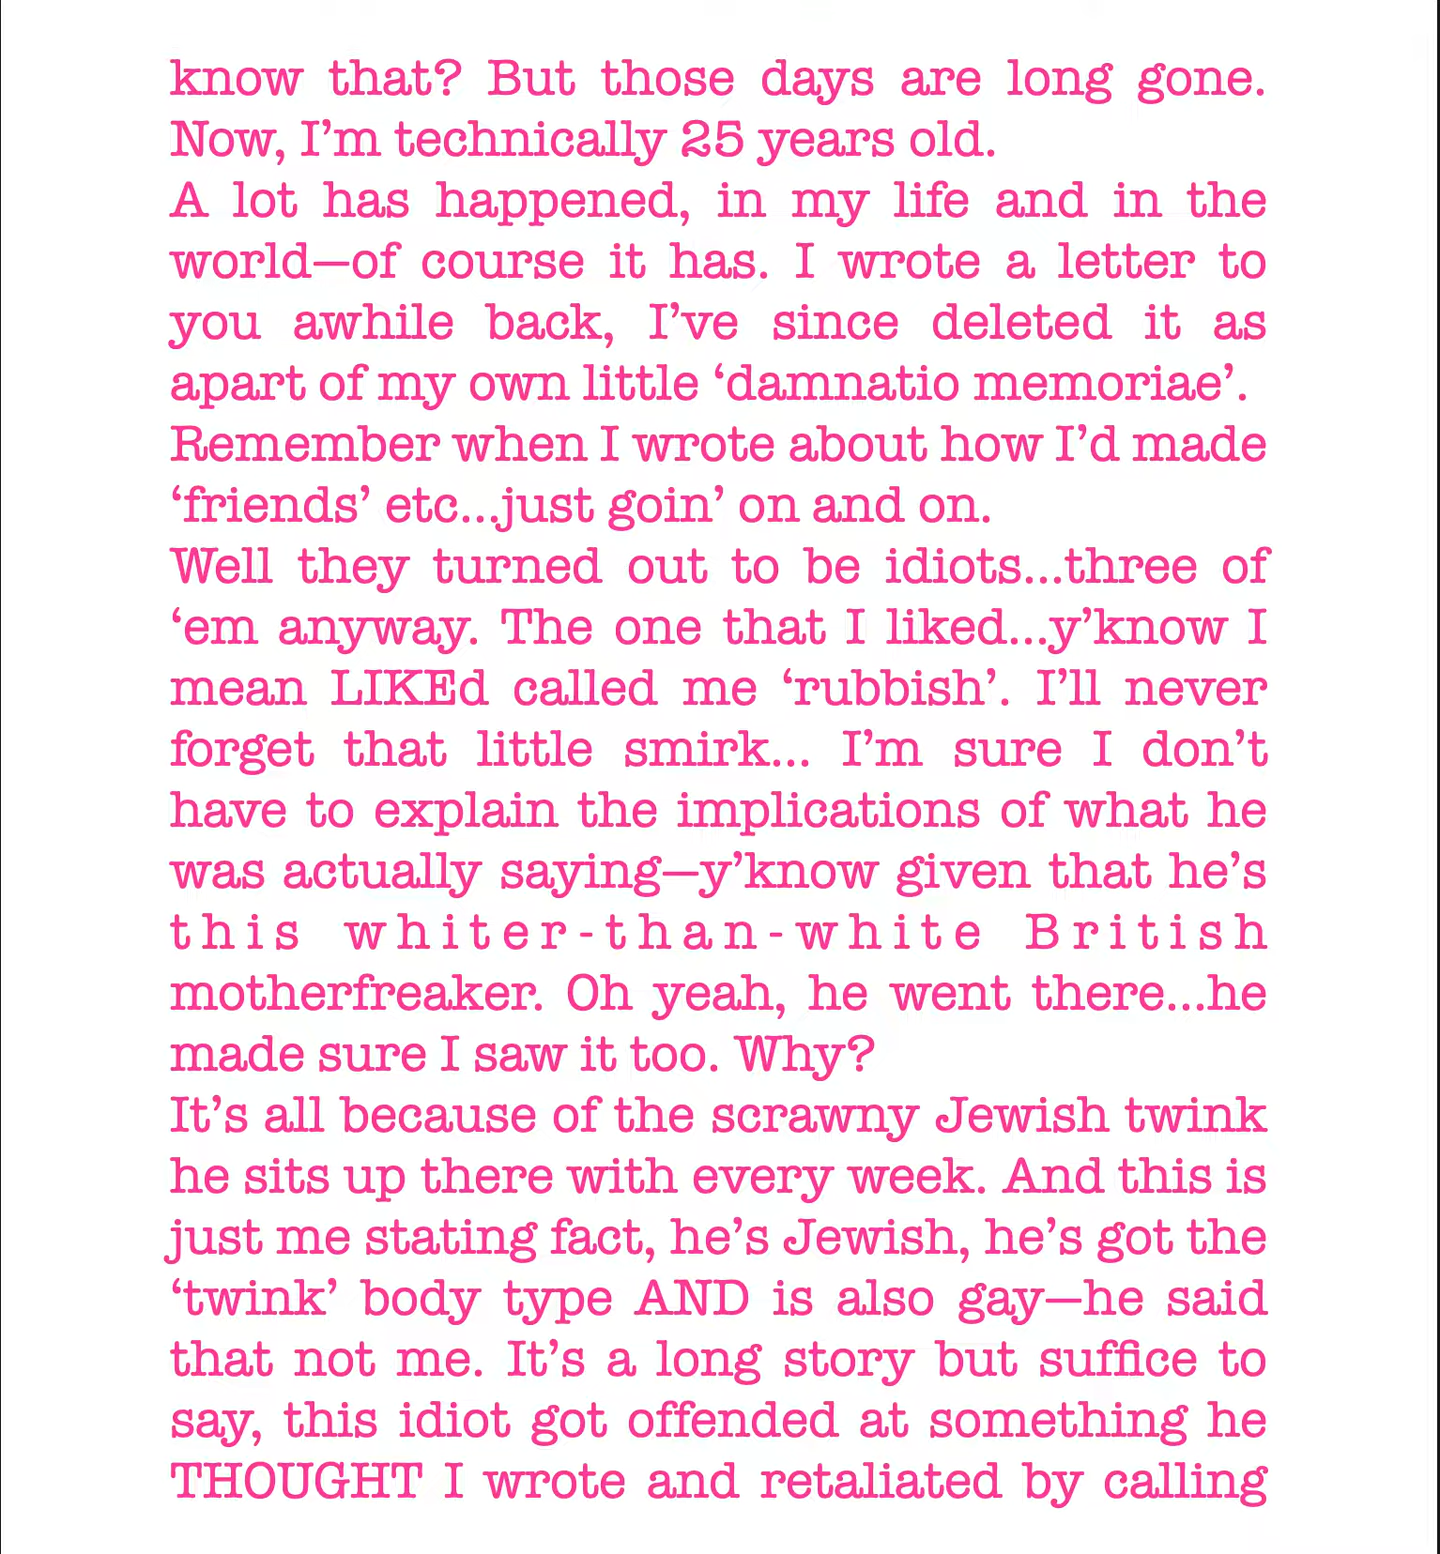 know that? But those days are long gone.
Now, I’m technically 25 years old.
A lot has happened, in my life and in the
world—of course it has. I wrote a letter to
you awhile back, I’ve since deleted it as
apart of my own little ‘damnatio memoriae’.
Remember when I wrote about how I’d made
‘friends’ etc...just goin’ on and on.
Well they turned out to be idiots...three of
‘em anyway. The one that I liked...y’know I
mean LIKEd called me ‘rubbish’. I’ll never
forget that little smirk... I’m sure I don’t
have to explain the implications of what he
was actually saying—y’know given that he’s
this whiter-than-white British
motherfreaker. Oh yeah, he went there...he
made sure I saw it too. Why?
It’s all because of the scrawny Jewish twink
he sits up there with every week. And this is
just me stating fact, he’s Jewish, he’s got the
‘twink’ body type AND is also gay—he said
that not me. It’s a long story but suffice to
say, this idiot got offended at something he
THOUGHT I wrote and retaliated by calling